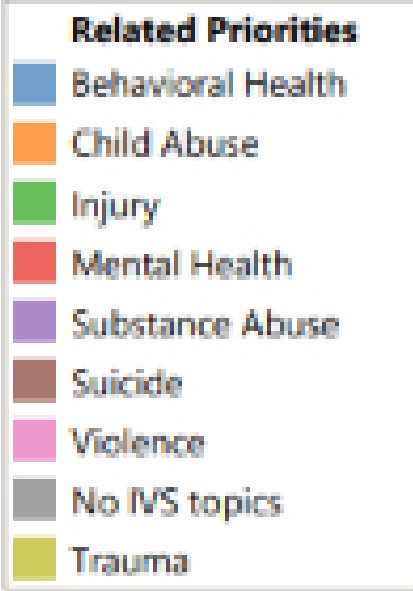 Related Priorities
Behavioral Health
Child Abuse
Injury
Mental Health
Substance Abuse
Suicide
Violence
No IVS topics
Trauma